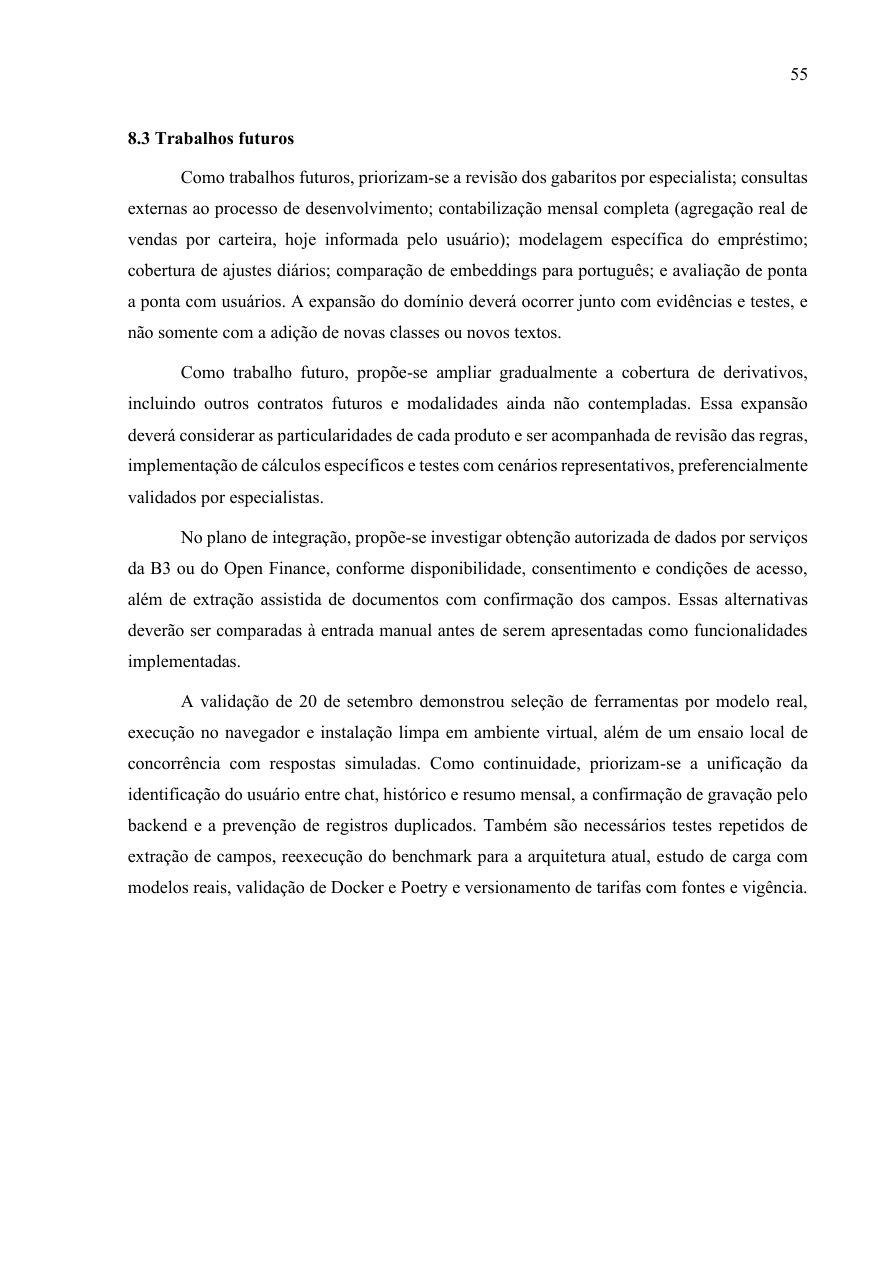 55
8.3 Trabalhos futuros
Como trabalhos futuros, priorizam-se a revisão dos gabaritos por especialista; consultas
externas ao processo de desenvolvimento; contabilização mensal completa (agregação real de
vendas por carteira, hoje informada pelo usuário); modelagem específica do empréstimo;
cobertura de ajustes diários; comparação de embeddings para português; e avaliação de ponta
a ponta com usuários. A expansão do domínio deverá ocorrer junto com evidências e testes, e
não somente com a adição de novas classes ou novos textos.
Como trabalho futuro, propõe-se ampliar gradualmente a cobertura de derivativos,
incluindo outros contratos futuros e modalidades ainda não contempladas. Essa expansão
deverá considerar as particularidades de cada produto e ser acompanhada de revisão das regras,
implementação de cálculos específicos e testes com cenários representativos, preferencialmente
validados por especialistas.
No plano de integração, propõe-se investigar obtenção autorizada de dados por serviços
da B3 ou do Open Finance, conforme disponibilidade, consentimento e condições de acesso,
além de extração assistida de documentos com confirmação dos campos. Essas alternativas
deverão ser comparadas à entrada manual antes de serem apresentadas como funcionalidades
implementadas.
A validação de 20 de setembro demonstrou seleção de ferramentas por modelo real,
execução no navegador e instalação limpa em ambiente virtual, além de um ensaio local de
concorrência com respostas simuladas. Como continuidade, priorizam-se a unificação da
identificação do usuário entre chat, histórico e resumo mensal, a confirmação de gravação pelo
backend e a prevenção de registros duplicados. Também são necessários testes repetidos de
extração de campos, reexecução do benchmark para a arquitetura atual, estudo de carga com
modelos reais, validação de Docker e Poetry e versionamento de tarifas com fontes e vigência.